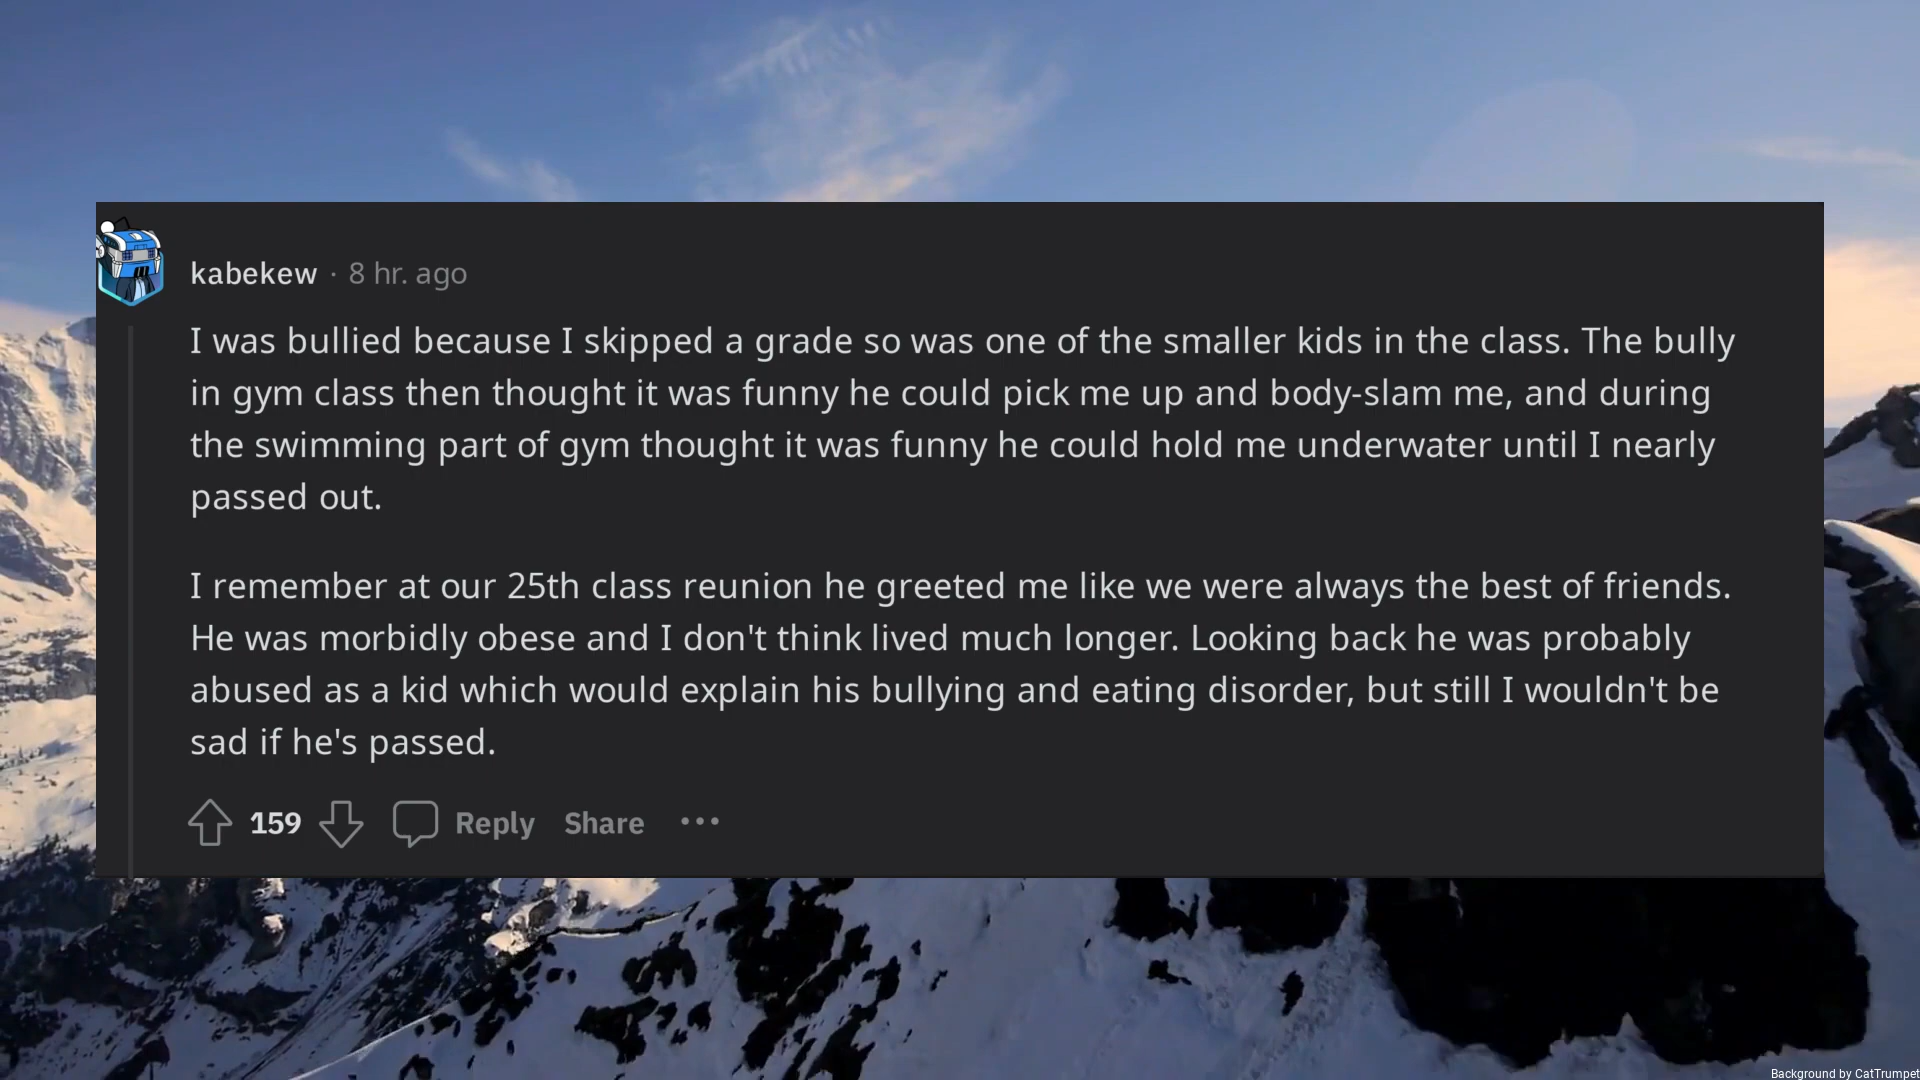 kabekew · 8 hr. ago
I was bullied because I skipped a grade so was one of the smaller kids in the class. The bully
in gym class then thought it was funny he could pick me up and body-slam me, and during
the swimming part of gym thought it was funny he could hold me underwater until I nearly
passed out.
I remember at our 25th class reunion he greeted me like we were always the best of friends.
He was morbidly obese and I don't think lived much longer. Looking back he was probably
abused as a kid which would explain his bullying and eating disorder, but still I wouldn't be
sad if he's passed.
159 Reply Share
Background by CatTrumpet